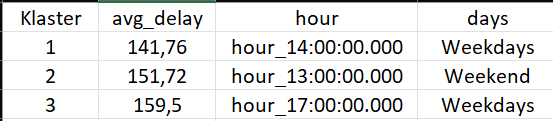 Klaster avg_delay hour days
1 141,76 hour_14:00:00.000 Weekdays
2 151,72 hour_13:00:00.000 Weekend
3 159,5 hour_17:00:00.000 Weekdays